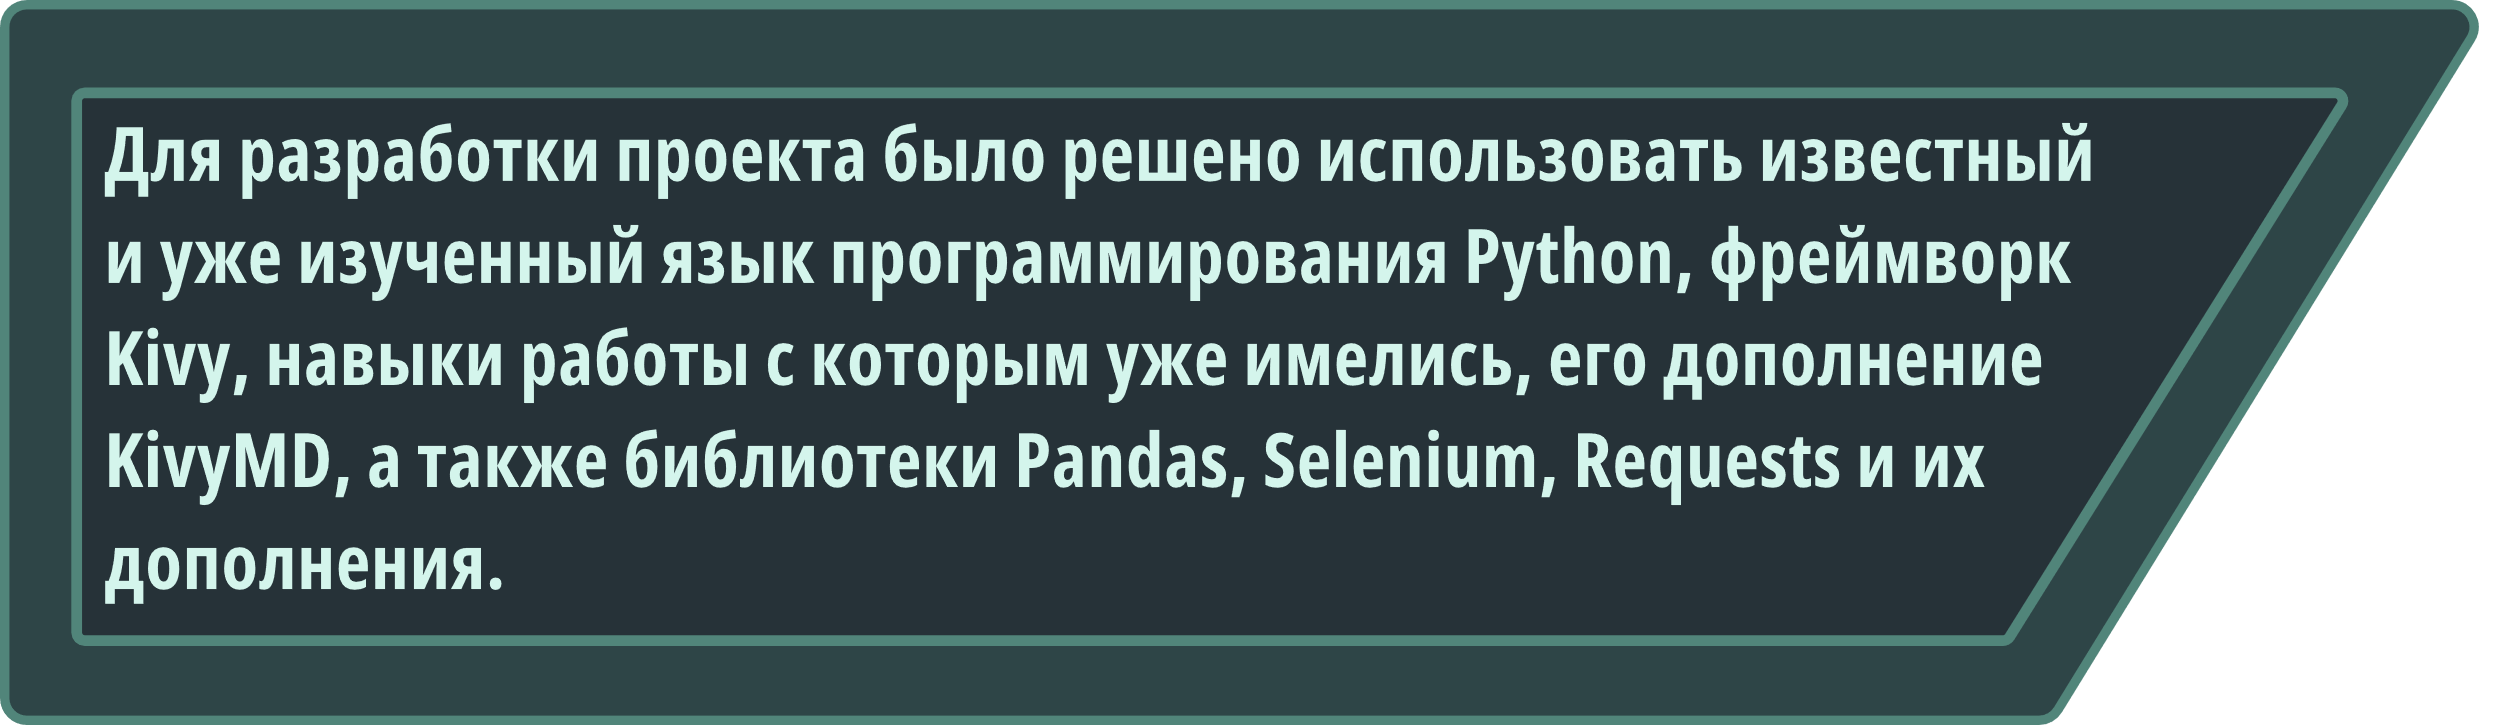 Для разработки проекта было решено использовать известный
и уже изученный язык программирования Python, фреймворк
Kivy, навыки работы с которым уже имелись, его дополнение
KivyMD, а также библиотеки Pandas, Selenium, Requests и их
дополнения.